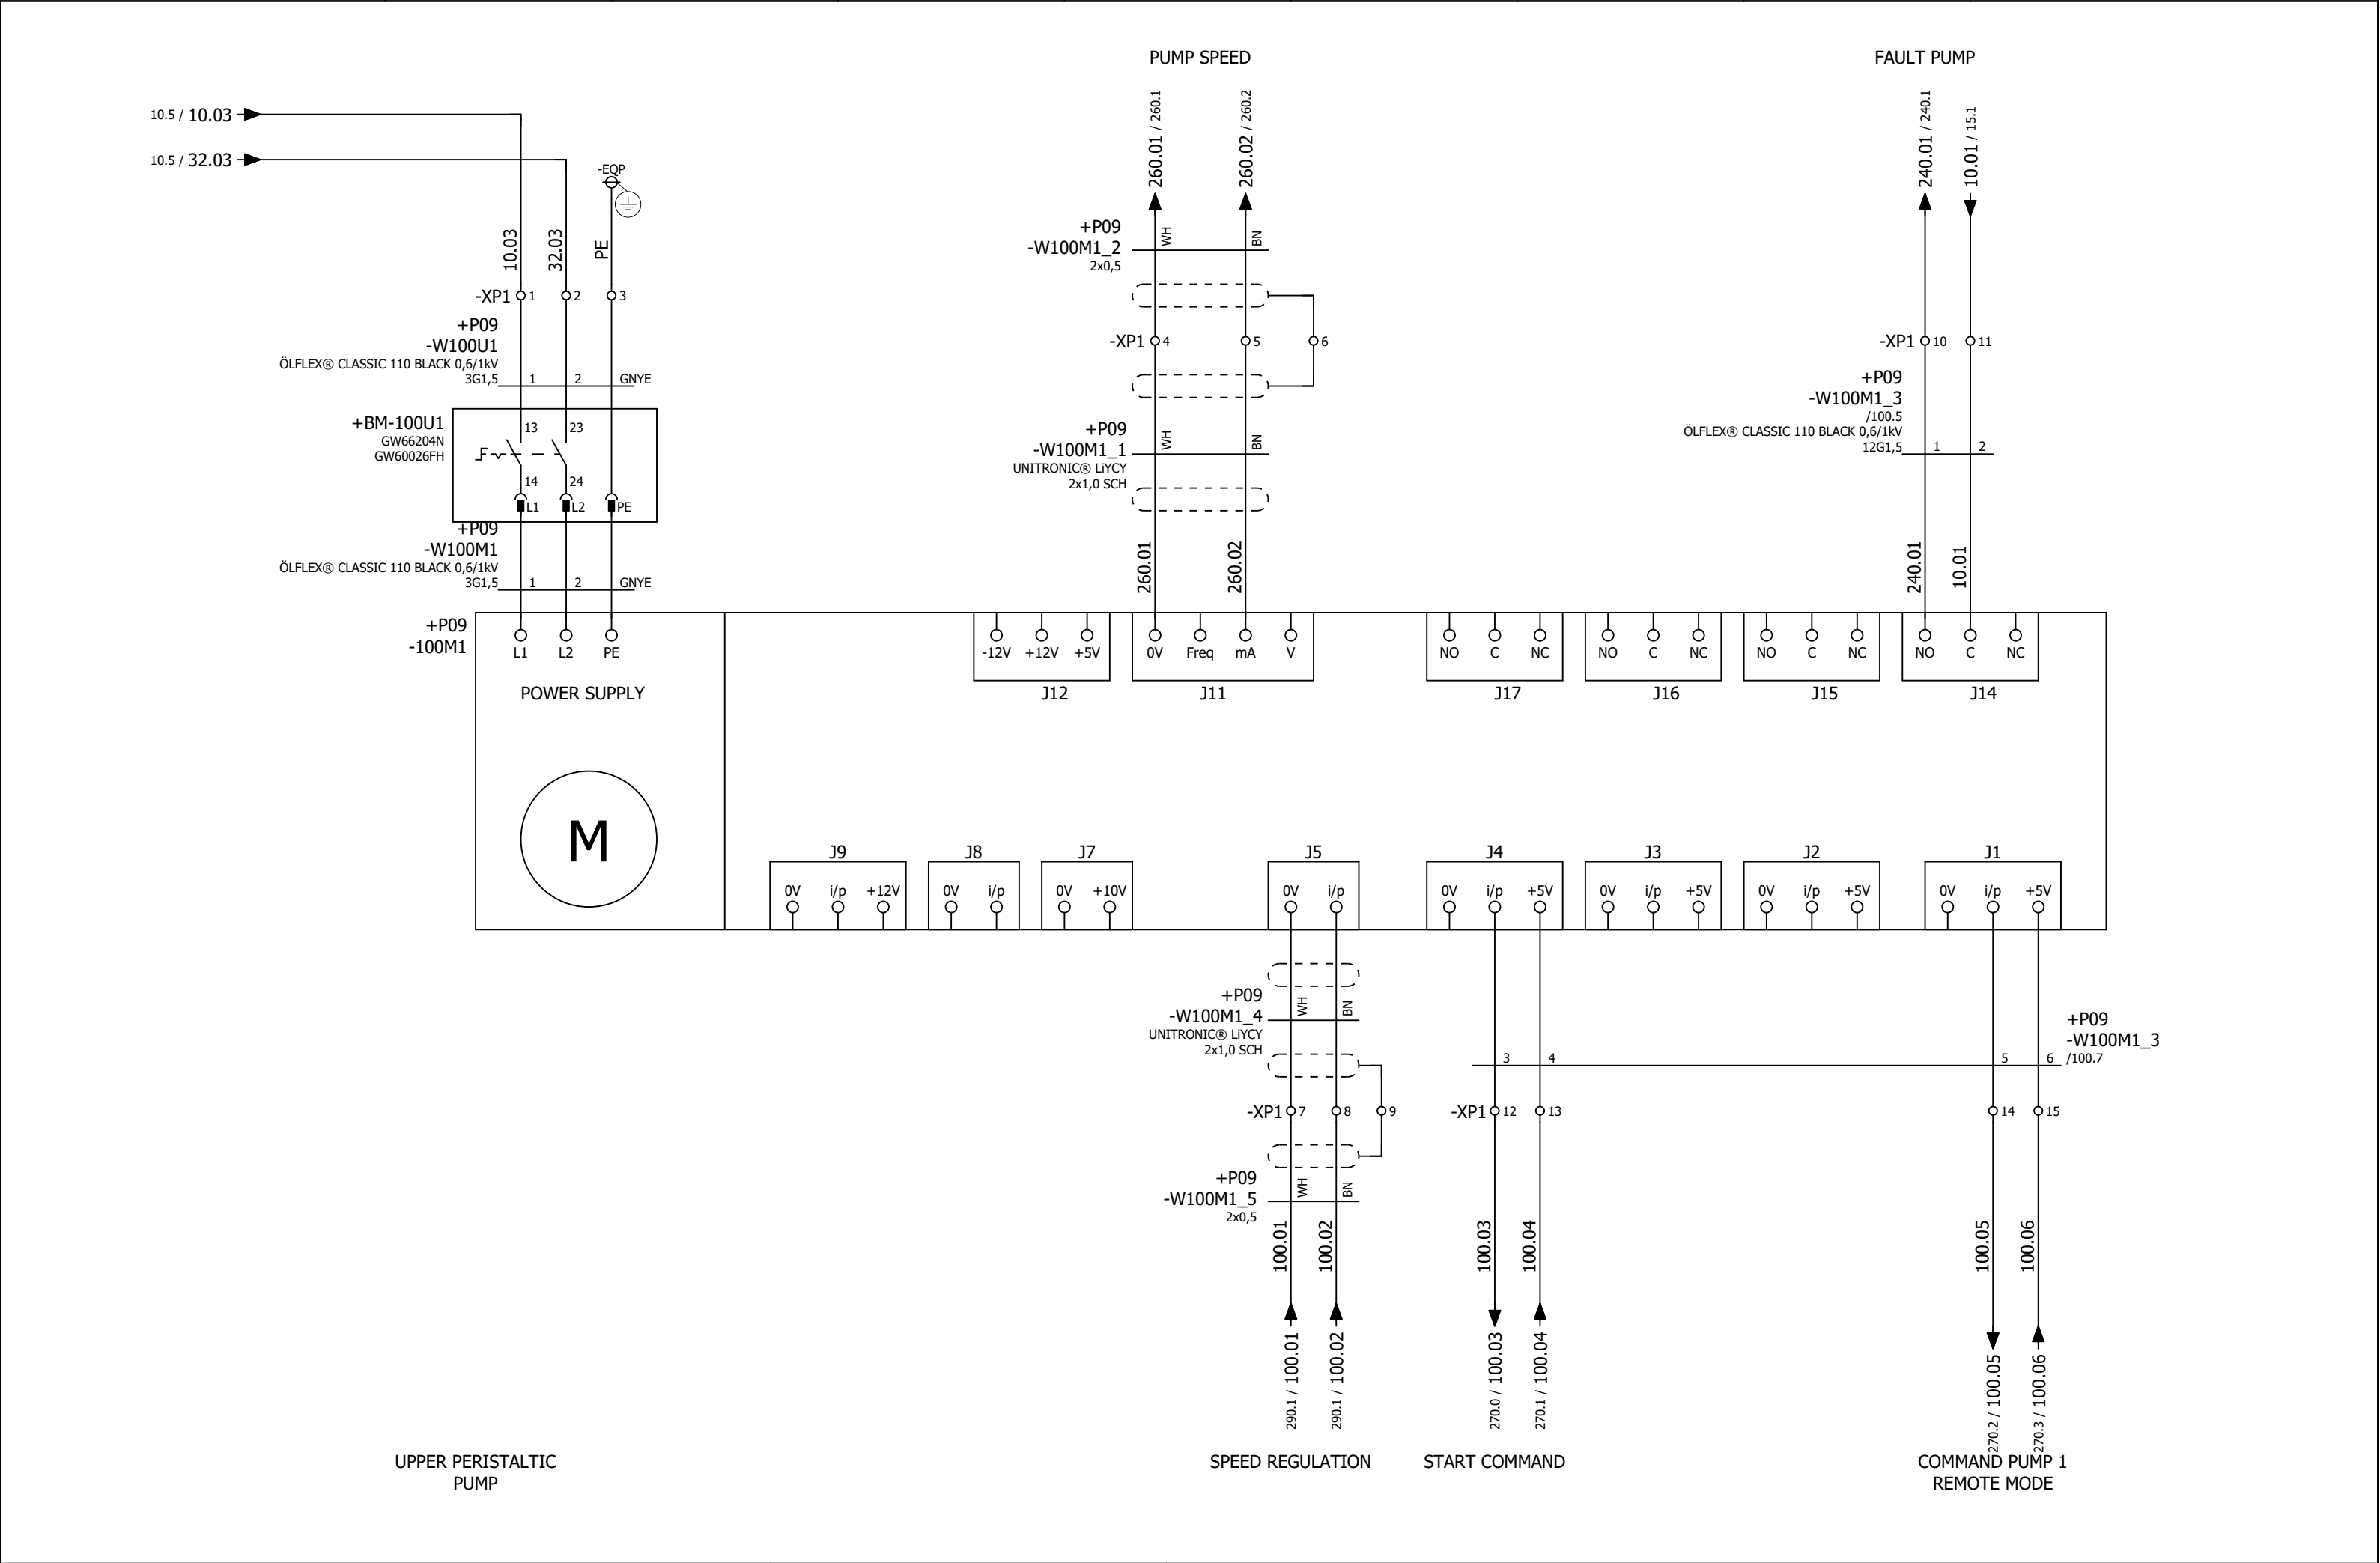 PUMP SPEED
FAULT PUMP
10.5 / 10.03
10.5 / 32.03
-EQP
10.03
32.03
PE
-XP1 1 2 3
+P09
-W100U1
ÖLFLEX® CLASSIC 110 BLACK 0,6/1kV
3G1,5 1 2 GNYE
+BM-100U1
GW66204N
GW60026FH
13 23
14 24
L1 L2 PE
+P09
-W100M1
ÖLFLEX® CLASSIC 110 BLACK 0,6/1kV
3G1,5 1 2 GNYE
260.01 / 260.1
260.02 / 260.2
+P09
-W100M1_2
2x0,5
WH BN
-XP1 4 5 6
+P09
-W100M1_1
UNITRONIC® LiYCY
2x1,0 SCH
WH BN
260.01
260.02
240.01 / 240.1
10.01 / 15.1
-XP1 10 11
+P09
-W100M1_3
/100.5
ÖLFLEX® CLASSIC 110 BLACK 0,6/1kV
12G1,5 1 2
240.01
10.01
+P09
-100M1
L1 L2 PE
POWER SUPPLY
M
-12V +12V +5V
J12
0V Freq mA V
J11
NO C NC
J17
NO C NC
J16
NO C NC
J15
NO C NC
J14
J9
0V i/p +12V
J8
0V i/p
J7
0V +10V
J5
0V i/p
J4
0V i/p +5V
J3
0V i/p +5V
J2
0V i/p +5V
J1
0V i/p +5V
+P09
-W100M1_4
UNITRONIC® LiYCY
2x1,0 SCH
WH BN
-XP1 7 8 9
+P09
-W100M1_5
2x0,5
WH BN
100.01
100.02
290.1 / 100.01
290.1 / 100.02
3 4 5 6
+P09
-W100M1_3
/100.7
-XP1 12 13 14 15
100.03
100.04
100.05
100.06
270.0 / 100.03
270.1 / 100.04
270.2 / 100.05
270.3 / 100.06
UPPER PERISTALTIC
PUMP
SPEED REGULATION
START COMMAND
COMMAND PUMP 1
REMOTE MODE